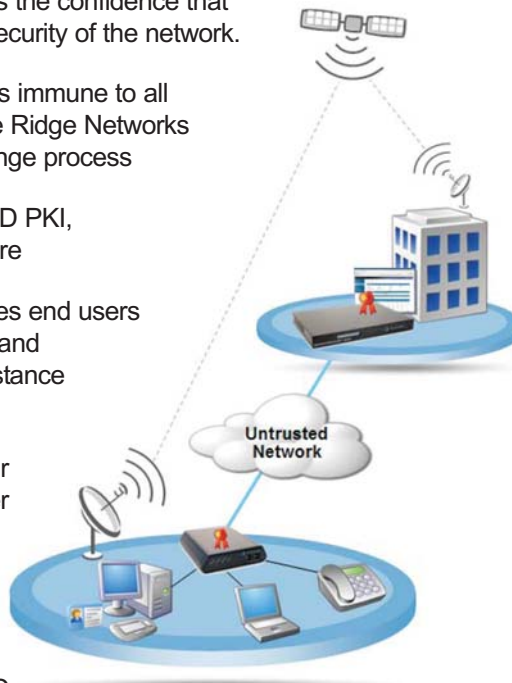 s the confidence that
ecurity of the network.
s immune to all
e Ridge Networks
nge process
D PKI,
re
es end users
and
stance
r
er
Untrusted
Network